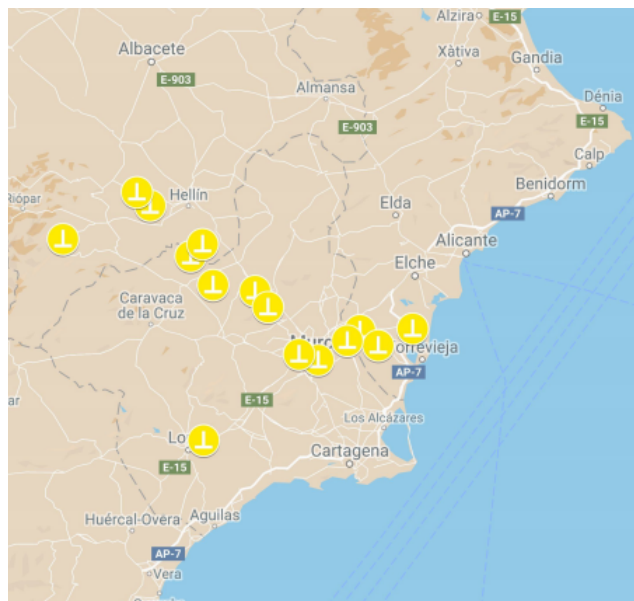 Alzira
E-15
Albacete
Xàtiva
Gandia
E-903
Almansa
Dénia
E-903
E-15
Calp
Riópar
Hellín
Benidorm
Elda
AP-7
Alicante
Elche
Caravaca
de la Cruz
AP-7
E-15
Los Alcázares
Cartagena
E-15
Huércal-Overa
Aguilas
AP-7
Vera